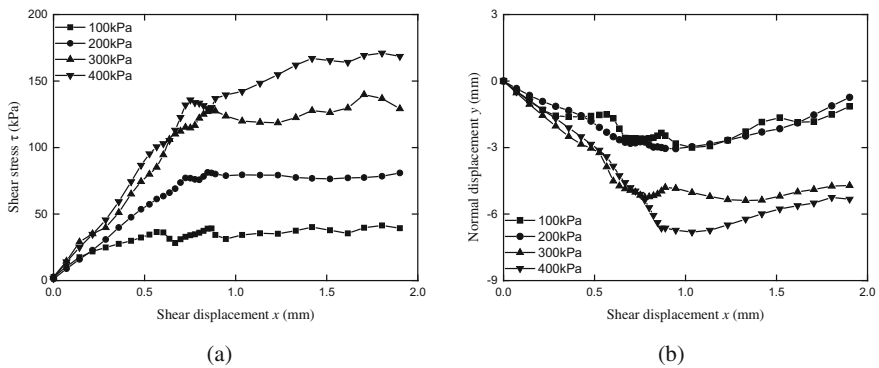 200
150
100
50
0
0.0 0.5 1.0 1.5 2.0
Shear stress τ (kPa)
100kPa
200kPa
300kPa
400kPa
Shear displacement x (mm)
(a)
3
0
-3
-6
-9
0.0 0.5 1.0 1.5 2.0
Normal displacement y (mm)
100kPa
200kPa
300kPa
400kPa
Shear displacement x (mm)
(b)